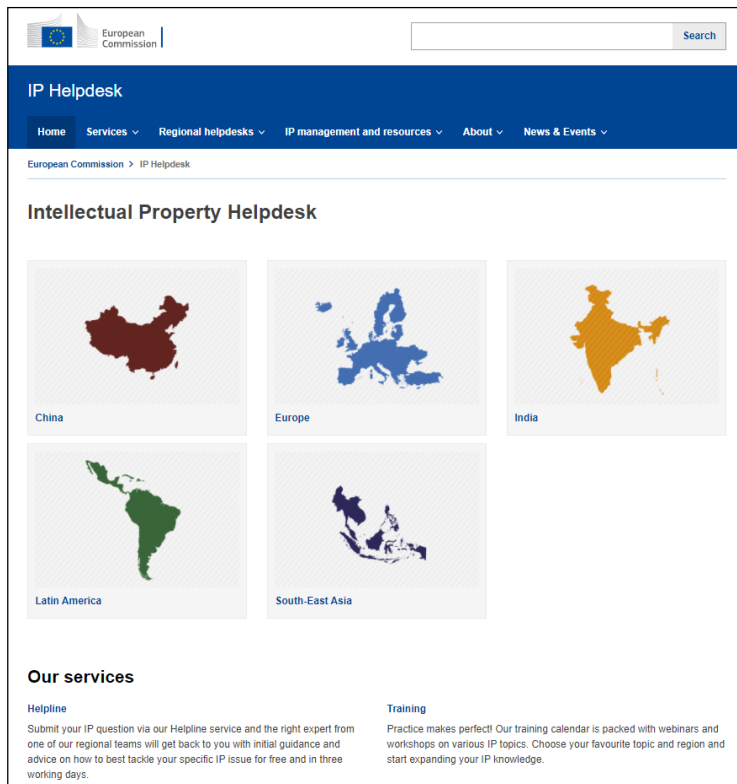 European
Commission
Search
IP Helpdesk
Home Services Regional helpdesks IP management and resources About News & Events
European Commission > IP Helpdesk
Intellectual Property Helpdesk
China
Europe
India
Latin America
South-East Asia
Our services
Helpline
Submit your IP question via our Helpline service and the right expert from
one of our regional teams will get back to you with initial guidance and
advice on how to best tackle your specific IP issue for free and in three
working days.
Training
Practice makes perfect! Our training calendar is packed with webinars and
workshops on various IP topics. Choose your favourite topic and region and
start expanding your IP knowledge.